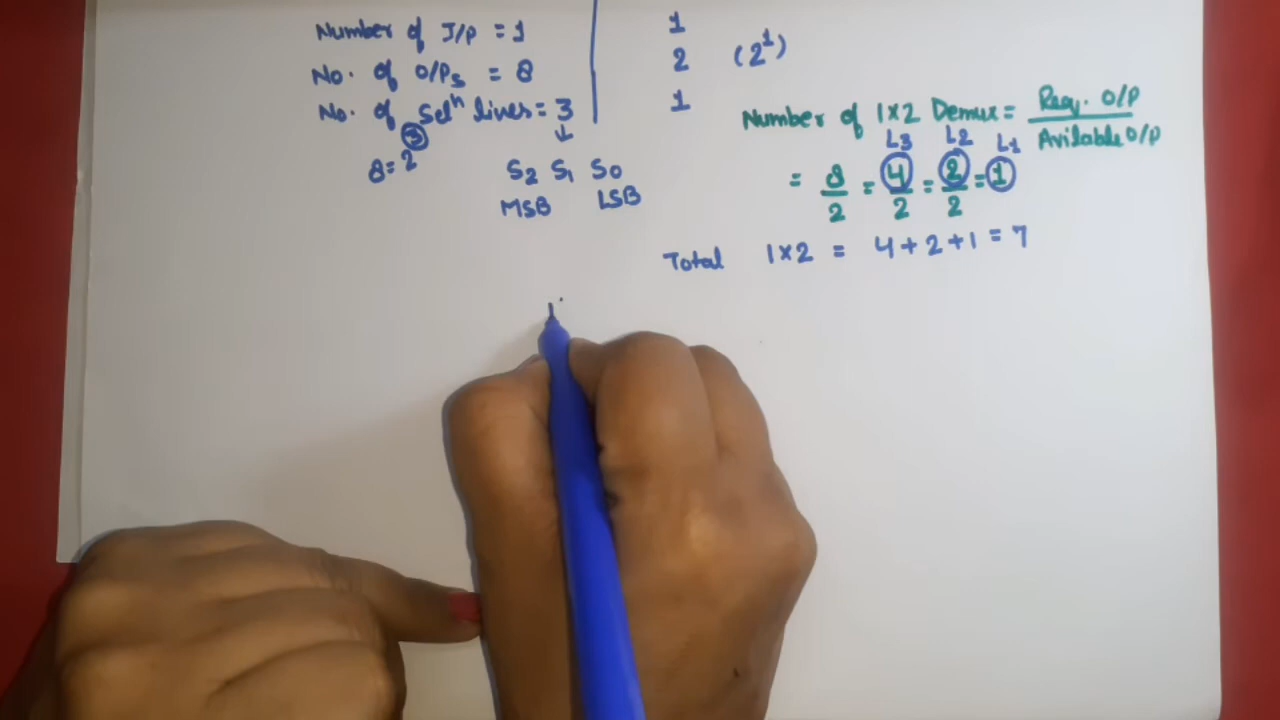 Number of I/P = 1
No. of O/Ps = 8
No. of Selⁿ lines = 3
8 = 2³
↓
S2 S1 S0
MSB LSB
1
2 (2¹)
1
Number of 1×2 Demux = Req. O/P / Avilable O/P
L3 L2 L1
= 8/2 = 4/2 = 2/2 = 1
Total 1×2 = 4+2+1 = 7